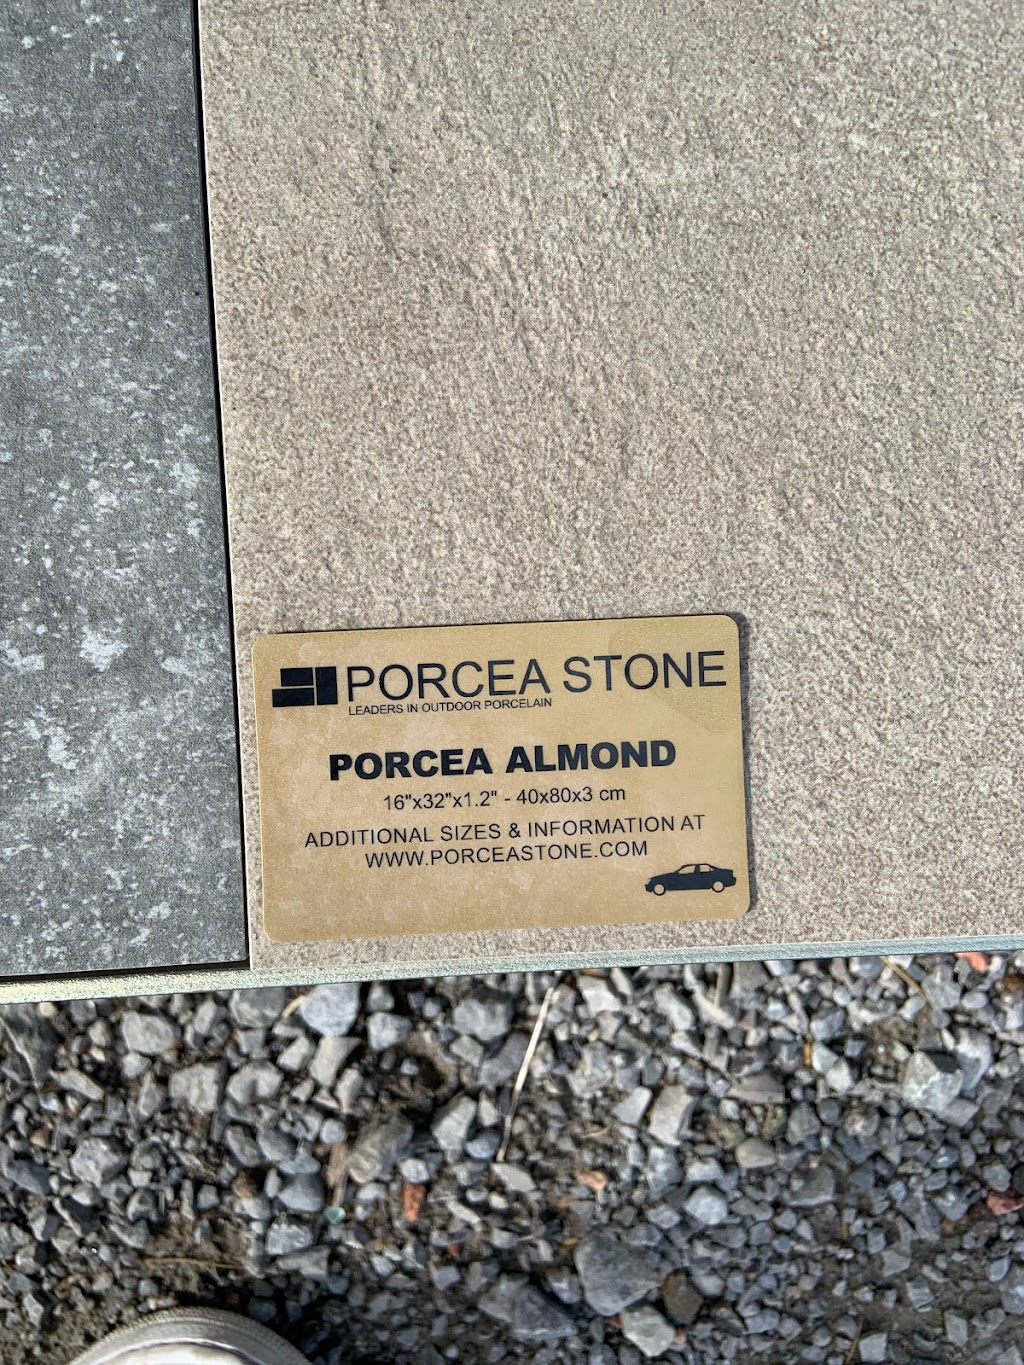 PORCEA STONE
LEADERS IN OUTDOOR PORCELAIN
PORCEA ALMOND
16"x32"x1.2" - 40x80x3 cm
ADDITIONAL SIZES & INFORMATION AT
WWW.PORCEASTONE.COM